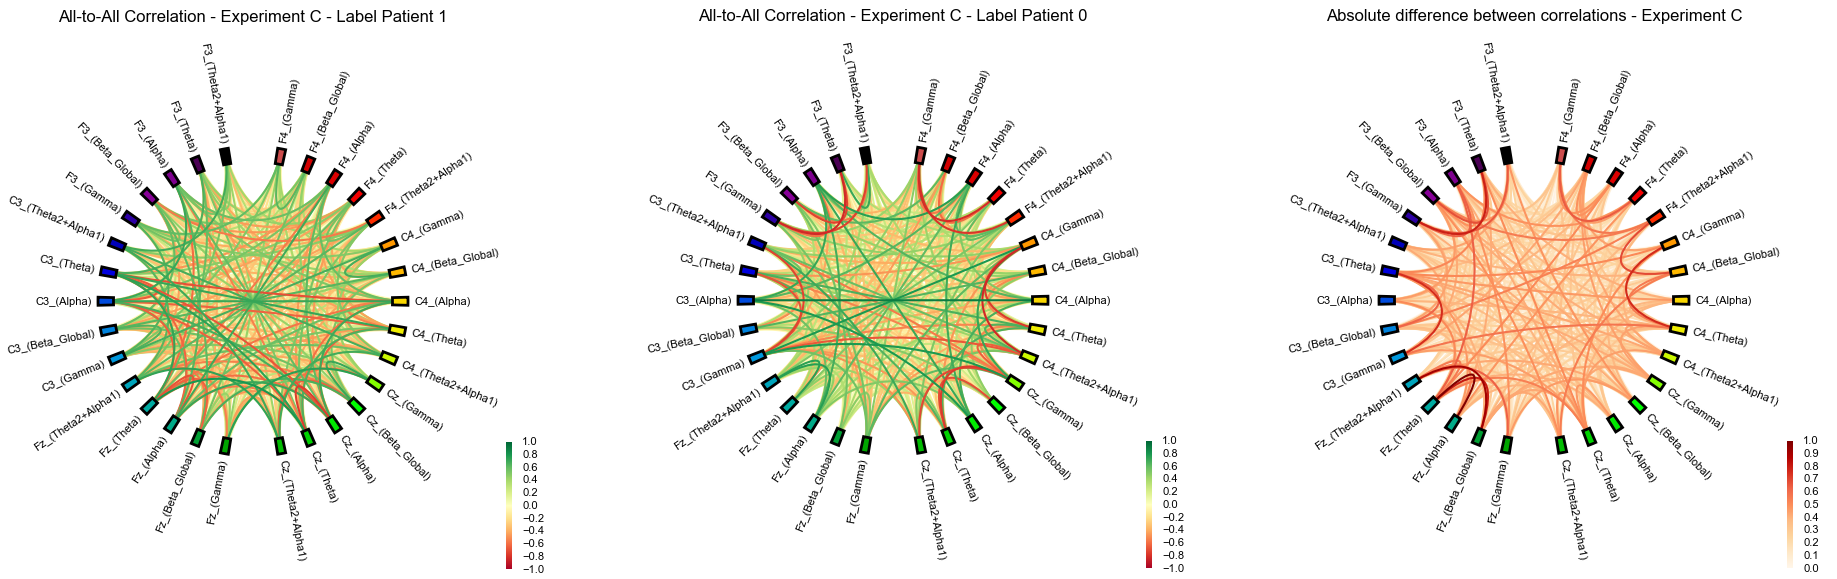 All-to-All Correlation - Experiment C - Label Patient 1
F3_(Theta2+Alpha1)
F3_(Theta)
F3_(Alpha)
F3_(Beta_Global)
F3_(Gamma)
C3_(Theta2+Alpha1)
C3_(Theta)
C3_(Alpha)
C3_(Beta_Global)
C3_(Gamma)
Fz_(Theta2+Alpha1)
Fz_(Theta)
Fz_(Alpha)
Fz_(Beta_Global)
Fz_(Gamma)
Cz_(Theta2+Alpha1)
Cz_(Theta)
Cz_(Alpha)
Cz_(Beta_Global)
Cz_(Gamma)
C4_(Theta2+Alpha1)
C4_(Theta)
C4_(Alpha)
C4_(Beta_Global)
C4_(Gamma)
F4_(Theta2+Alpha1)
F4_(Theta)
F4_(Alpha)
F4_(Beta_Global)
F4_(Gamma)
1.0
0.8
0.6
0.4
0.2
0.0
−0.2
−0.4
−0.6
−0.8
−1.0
All-to-All Correlation - Experiment C - Label Patient 0
F3_(Theta2+Alpha1)
F3_(Theta)
F3_(Alpha)
F3_(Beta_Global)
F3_(Gamma)
C3_(Theta2+Alpha1)
C3_(Theta)
C3_(Alpha)
C3_(Beta_Global)
C3_(Gamma)
Fz_(Theta2+Alpha1)
Fz_(Theta)
Fz_(Alpha)
Fz_(Beta_Global)
Fz_(Gamma)
Cz_(Theta2+Alpha1)
Cz_(Theta)
Cz_(Alpha)
Cz_(Beta_Global)
Cz_(Gamma)
C4_(Theta2+Alpha1)
C4_(Theta)
C4_(Alpha)
C4_(Beta_Global)
C4_(Gamma)
F4_(Theta2+Alpha1)
F4_(Theta)
F4_(Alpha)
F4_(Beta_Global)
F4_(Gamma)
1.0
0.8
0.6
0.4
0.2
0.0
−0.2
−0.4
−0.6
−0.8
−1.0
Absolute difference between correlations - Experiment C
F3_(Theta2+Alpha1)
F3_(Theta)
F3_(Alpha)
F3_(Beta_Global)
F3_(Gamma)
C3_(Theta2+Alpha1)
C3_(Theta)
C3_(Alpha)
C3_(Beta_Global)
C3_(Gamma)
Fz_(Theta2+Alpha1)
Fz_(Theta)
Fz_(Alpha)
Fz_(Beta_Global)
Fz_(Gamma)
Cz_(Theta2+Alpha1)
Cz_(Theta)
Cz_(Alpha)
Cz_(Beta_Global)
Cz_(Gamma)
C4_(Theta2+Alpha1)
C4_(Theta)
C4_(Alpha)
C4_(Beta_Global)
C4_(Gamma)
F4_(Theta2+Alpha1)
F4_(Theta)
F4_(Alpha)
F4_(Beta_Global)
F4_(Gamma)
1.0
0.9
0.8
0.7
0.6
0.5
0.4
0.3
0.2
0.1
0.0